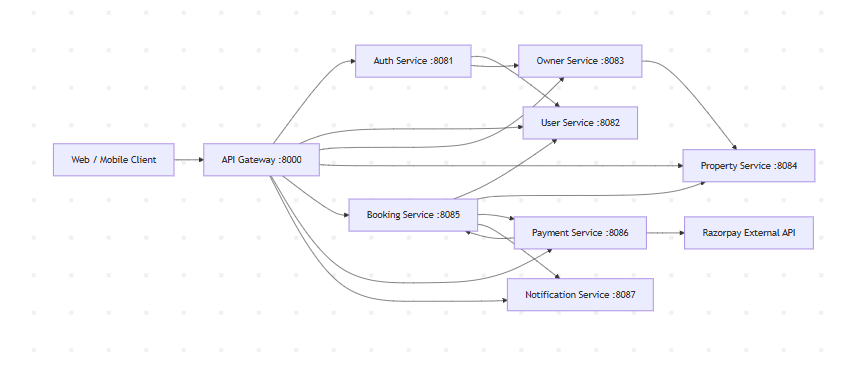 Auth Service :8081
Owner Service :8083
User Service :8082
Web / Mobile Client
API Gateway :8000
Property Service :8084
Booking Service :8085
Payment Service :8086
Razorpay External API
Notification Service :8087